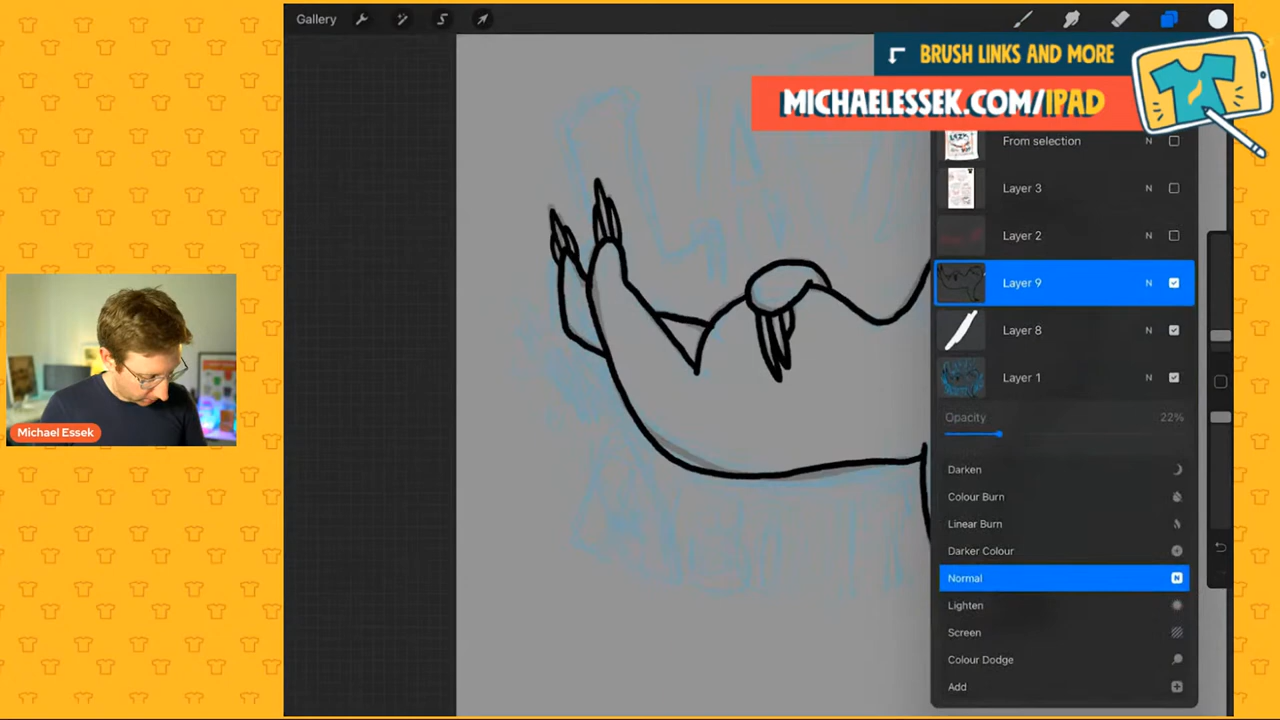 Gallery
BRUSH LINKS AND MORE
MICHAELESSEK.COM/IPAD
From selection N
Layer 3 N
Layer 2 N
Layer 9 N
Layer 8 N
Layer 1 N
Opacity 22%
Darken
Colour Burn
Linear Burn
Darker Colour
Normal N
Lighten
Screen
Colour Dodge
Add
Michael Essek